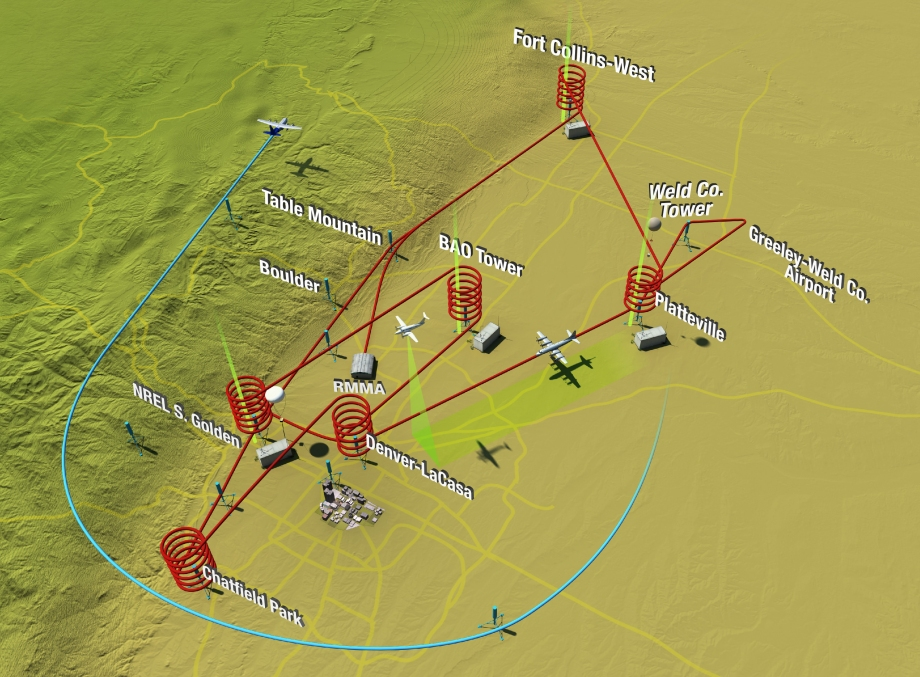 Fort Collins-West
Weld Co.
Tower
Table Mountain
BAO Tower
Greeley-Weld Co.
Airport
Boulder
Platteville
RMMA
NREL S. Golden
Denver-LaCasa
Chatfield Park